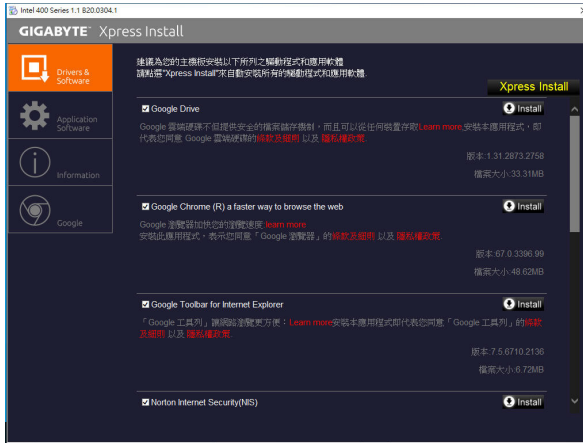 Intel 400 Series 1.1 B20.0304.1
GIGABYTE™ Xpress Install
Drivers & Software
Application Software
Information
Google
建議為您的主機板安裝以下所列之驅動程式和應用軟體
請點選"Xpress Install"來自動安裝所有的驅動程式和應用軟體.
Xpress Install
Google Drive
Install
Google 雲端硬碟不但提供安全的檔案儲存機制，而且可以從任何裝置存取Learn more,安裝本應用程式，即
代表您同意 Google 雲端硬碟的條款及細則 以及 隱私權政策.
版本:1.31.2873.2758
檔案大小:33.31MB
Google Chrome (R) a faster way to browse the web
Install
Google 瀏覽器加快您的瀏覽速度.learn more
安裝此應用程式，表示您同意「Google 瀏覽器」的條款及細則 以及 隱私權政策.
版本:67.0.3396.99
檔案大小:48.62MB
Google Toolbar for Internet Explorer
Install
「Google 工具列」讓網路瀏覽更方便：Learn more安裝本應用程式即代表您同意「Google 工具列」的條款
及細則 以及 隱私權政策.
版本:7.5.6710.2136
檔案大小:6.72MB
Norton Internet Security(NIS)
Install